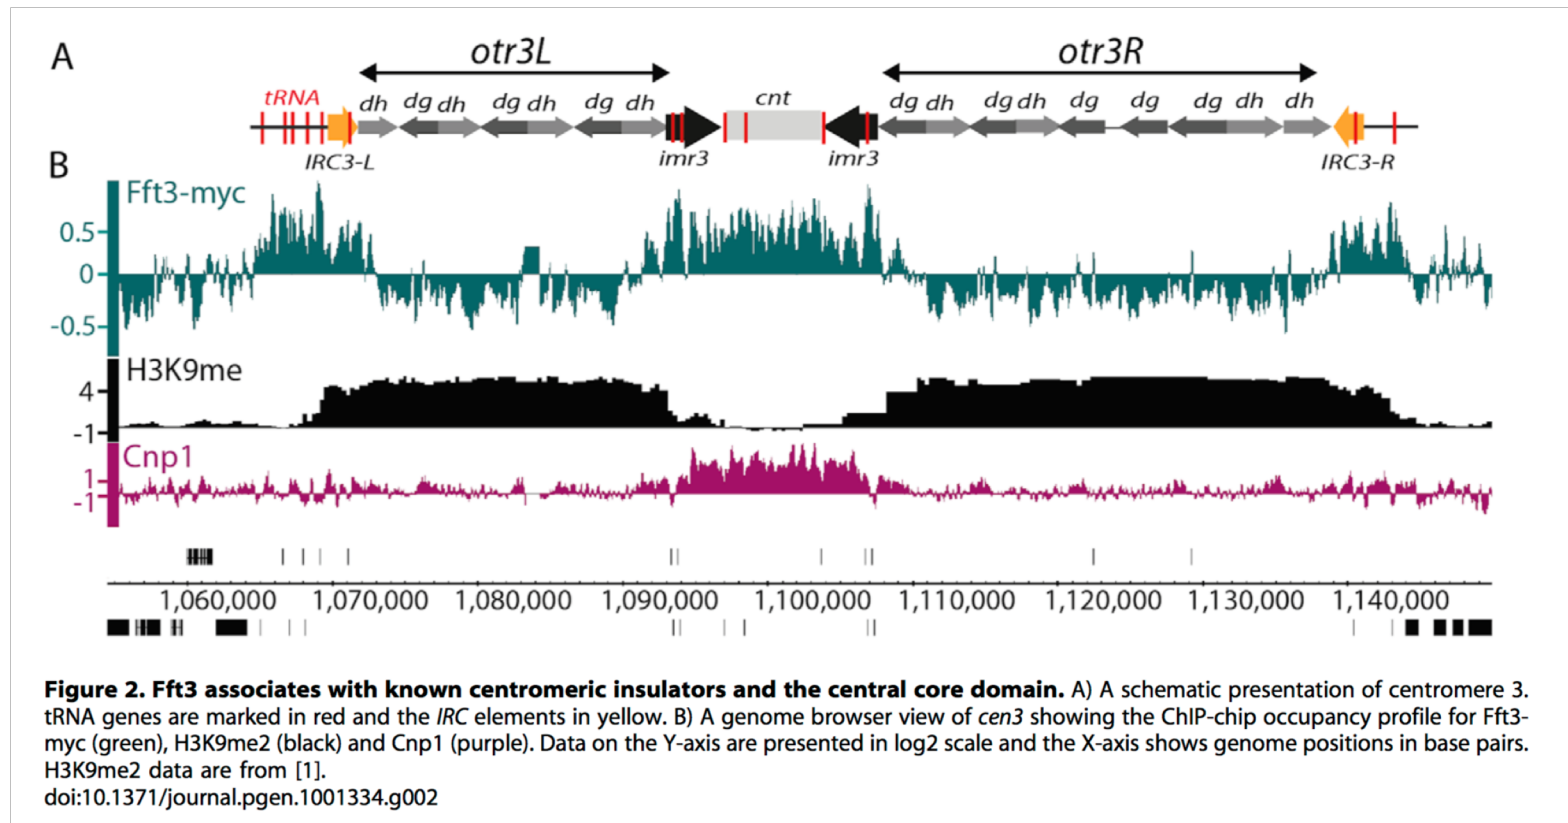 A
otr3L
otr3R
tRNA
dh dg dh dg dh dg dh cnt dg dh dg dh dg dg dg dh dh
IRC3-L
imr3
imr3
IRC3-R
B
Fft3-myc
0.5
0
-0.5
H3K9me
4
-1
Cnp1
1
-1
1,060,000 1,070,000 1,080,000 1,090,000 1,100,000 1,110,000 1,120,000 1,130,000 1,140,000
Figure 2. Fft3 associates with known centromeric insulators and the central core domain. A) A schematic presentation of centromere 3.
tRNA genes are marked in red and the IRC elements in yellow. B) A genome browser view of cen3 showing the ChIP-chip occupancy profile for Fft3-
myc (green), H3K9me2 (black) and Cnp1 (purple). Data on the Y-axis are presented in log2 scale and the X-axis shows genome positions in base pairs.
H3K9me2 data are from [1].
doi:10.1371/journal.pgen.1001334.g002